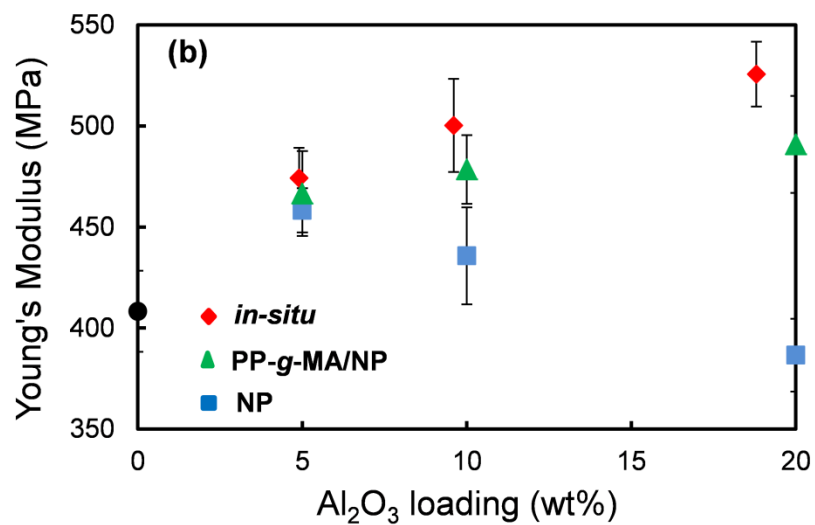 (b)
Young's Modulus (MPa)
550
500
450
400
350
in-situ
PP-g-MA/NP
NP
0
5
10
15
20
Al₂O₃ loading (wt%)